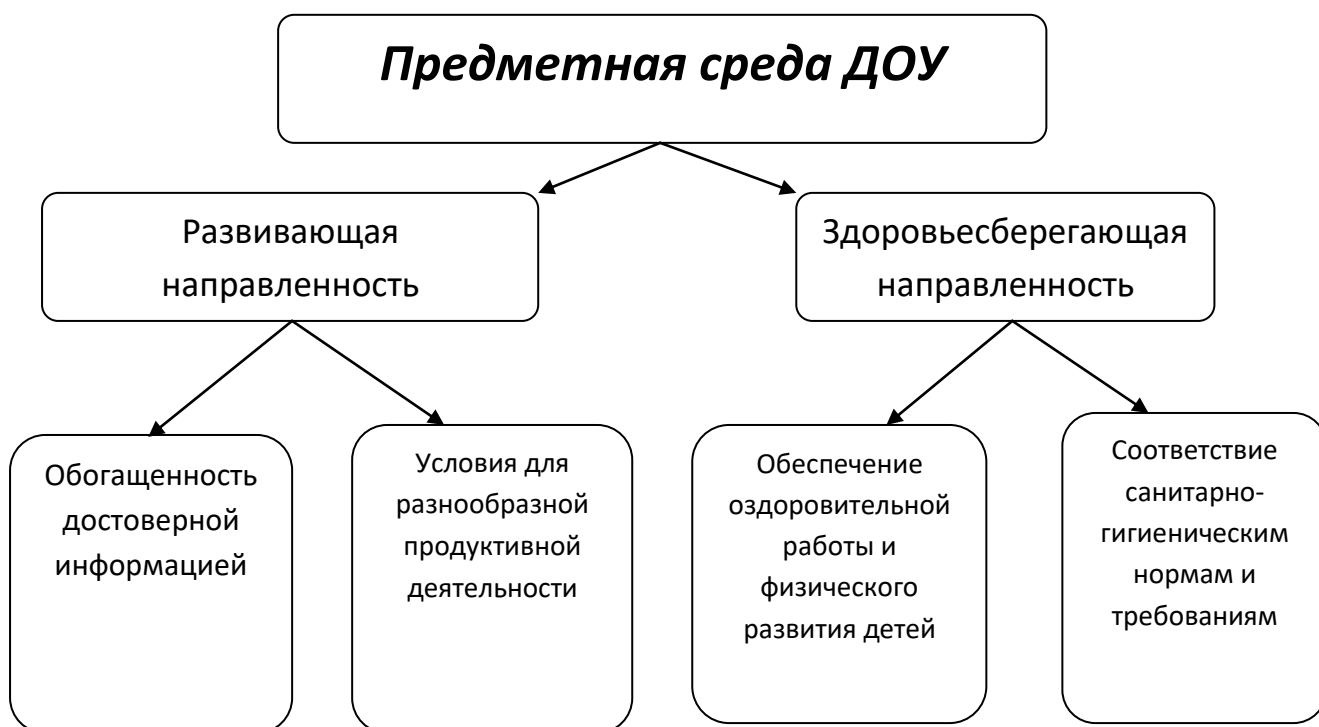 Предметная среда ДОУ
Развивающая
направленность
Здоровьесберегающая
направленность
Обогащенность
достоверной
информацией
Условия для
разнообразной
продуктивной
деятельности
Обеспечение
оздоровительной
работы и
физического
развития детей
Соответствие
санитарно-
гигиеническим
нормам и
требованиям